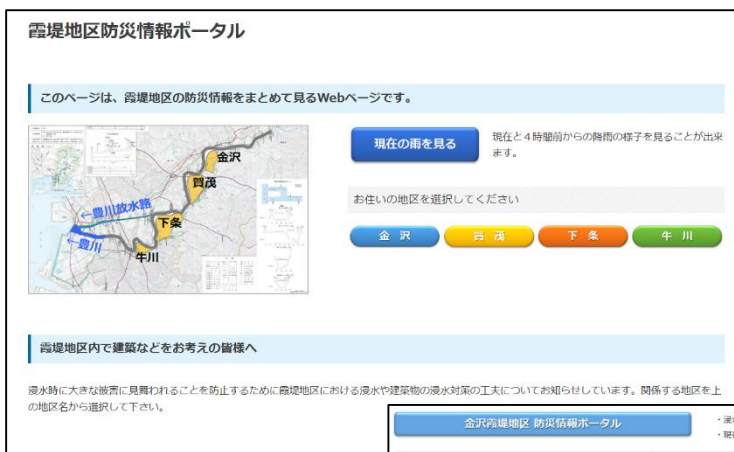 霞堤地区防災情報ポータル
このページは、霞堤地区の防災情報をまとめて見るWebページです。
金沢
賀茂
←豊川放水路
下条
←豊川
牛川
現在の雨を見る
現在と４時間前からの降雨の様子を見ることが出来
ます。
お住いの地区を選択してください
金 沢
賀 茂
下 条
牛 川
霞堤地区内で建築などをお考えの皆様へ
浸水時に大きな被害に見舞われることを防止するために霞堤地区における浸水や建築物の浸水対策の工夫についてお知らせしています。関係する地区を上
の地区名から選択して下さい。
金沢霞堤地区 防災情報ポータル